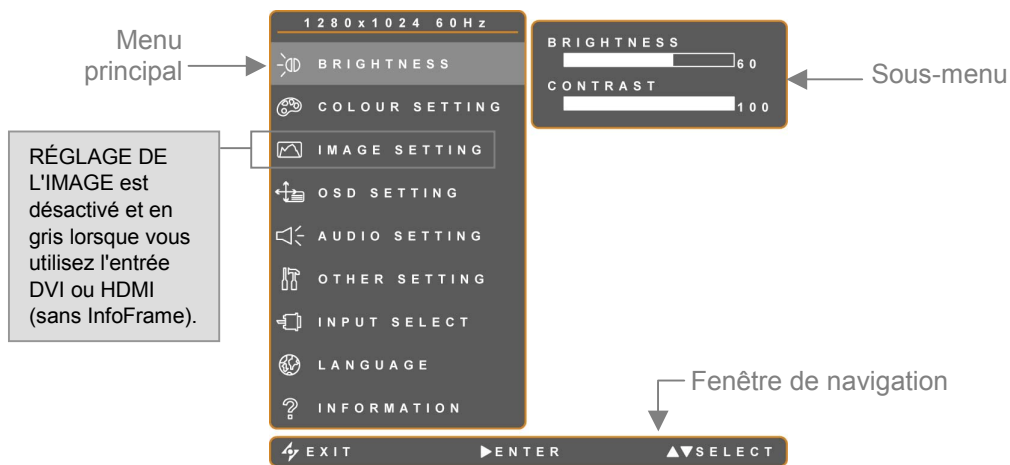 1280x1024 60Hz
Menu
principal
BRIGHTNESS
COLOUR SETTING
IMAGE SETTING
OSD SETTING
AUDIO SETTING
OTHER SETTING
INPUT SELECT
LANGUAGE
INFORMATION
BRIGHTNESS
60
CONTRAST
100
Sous-menu
RÉGLAGE DE
L'IMAGE est
désactivé et en
gris lorsque vous
utilisez l'entrée
DVI ou HDMI
(sans InfoFrame).
Fenêtre de navigation
EXIT ▶ENTER ▲▼SELECT